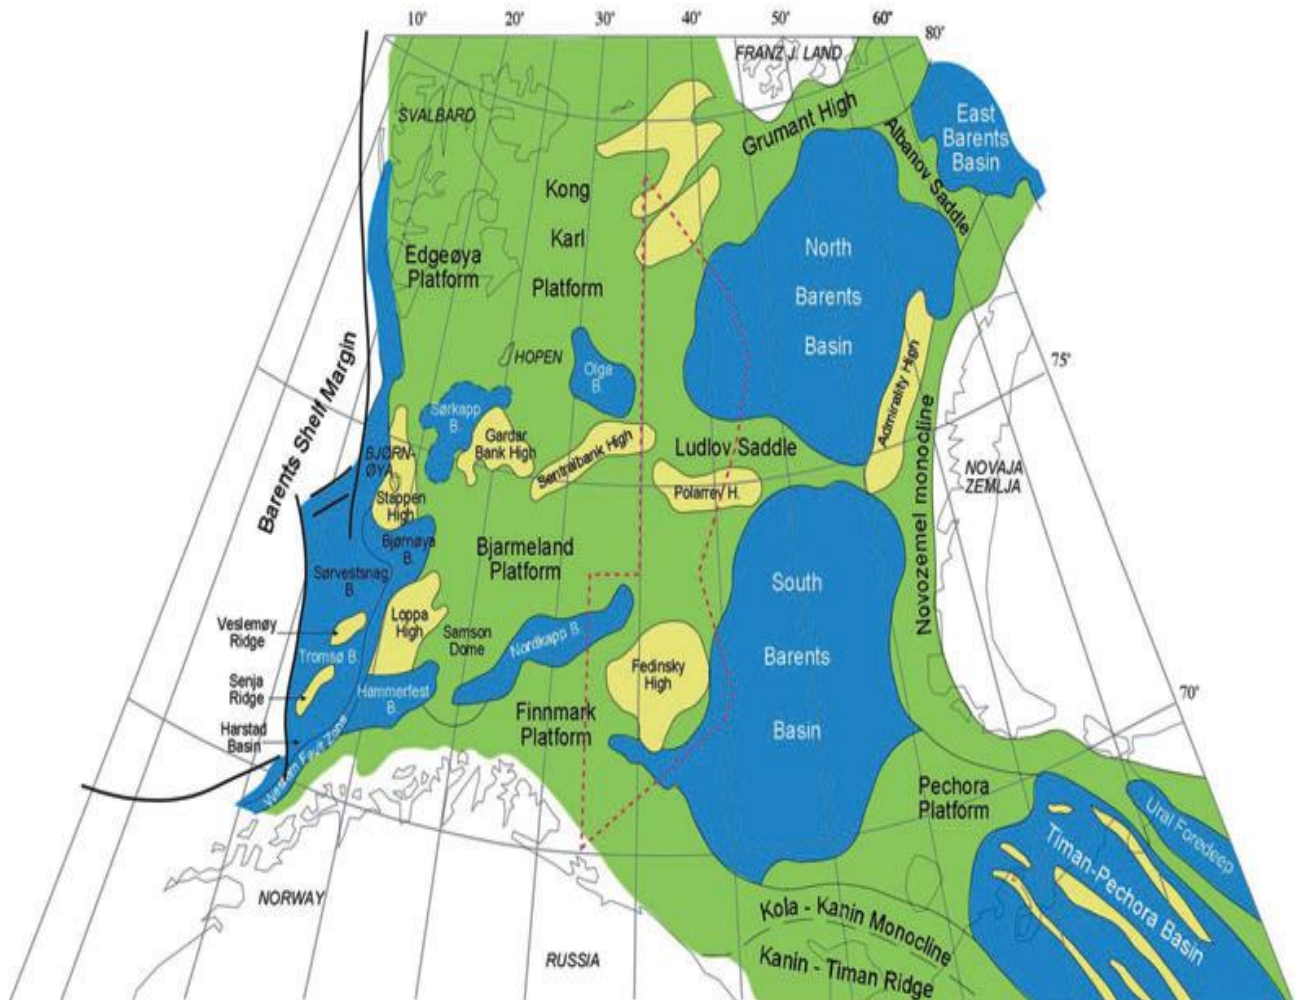 10°
20°
30°
40°
50°
60°
80°
FRANZ J. LAND
SVALBARD
Grumant High
Albanov Saddle
East
Barents
Basin
Kong
Karl
Platform
Edgeøya
Platform
North
Barents
Basin
HOPEN
Olga
B.
75°
Barents Shelf Margin
Sørkapp
B.
Gardar
Bank High
Sentralbank High
Ludlov Saddle
Admirality High
Novozemel monocline
BJØRN-
ØYA
Stappen
High
Polarrev H.
NOVAJA
ZEMLJA
Bjørnøya
B.
Bjarmeland
Platform
Sørvestsnag
B
South
Barents
Basin
Veslemøy
Ridge
Loppa
High
Samson
Dome
Nordkapp B.
Tromsø B.
Fedinsky
High
Senja
Ridge
Hammerfest
B.
70°
Harstad
Basin
Finnmark
Platform
Western Faye Zone
Pechora
Platform
Ural Foredeep
Timan-Pechora Basin
NORWAY
Kola - Kanin Monocline
RUSSIA
Kanin - Timan Ridge